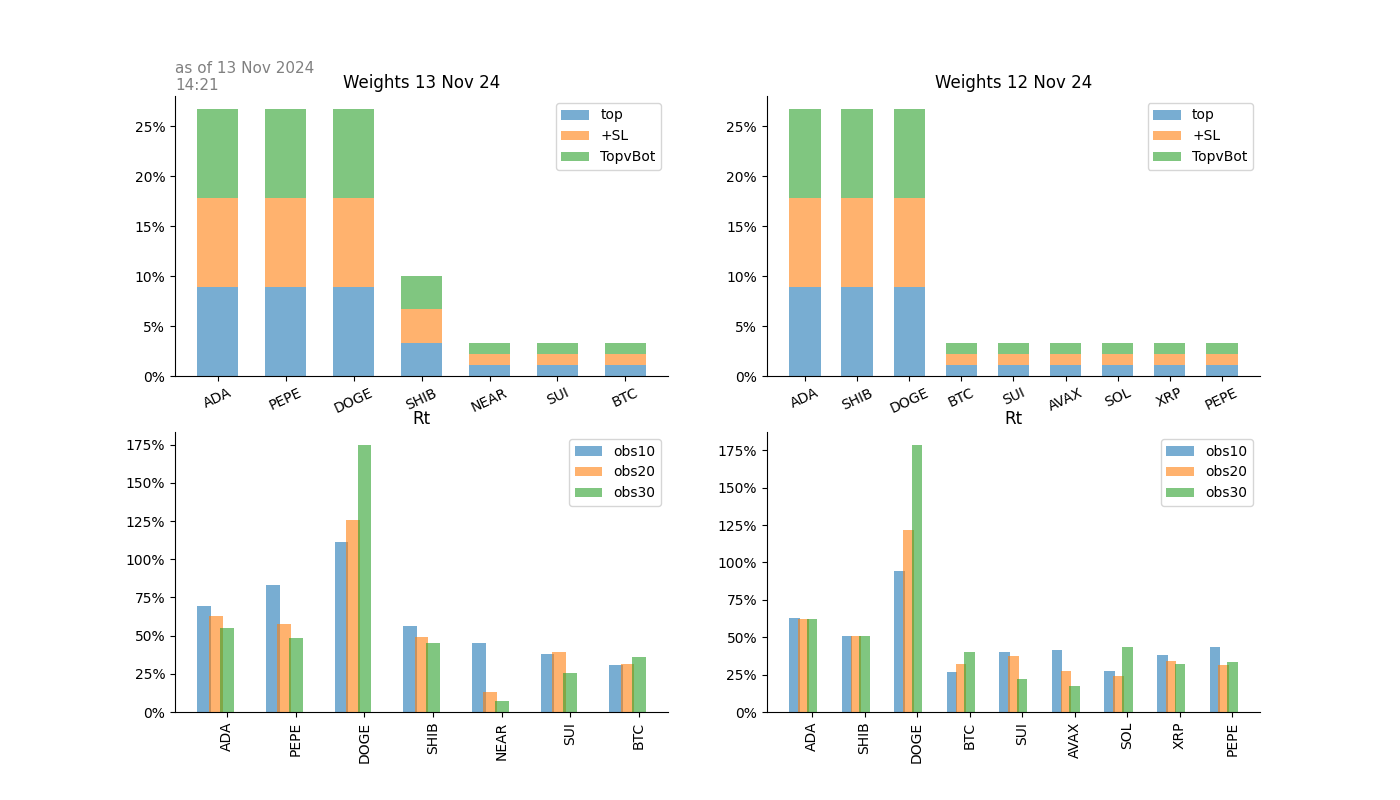 as of 13 Nov 2024
14:21
Weights 13 Nov 24
25%
20%
15%
10%
5%
0%
top
+SL
TopvBot
ADA PEPE DOGE SHIB NEAR SUI BTC
Weights 12 Nov 24
25%
20%
15%
10%
5%
0%
top
+SL
TopvBot
ADA SHIB DOGE BTC SUI AVAX SOL XRP PEPE
Rt
175%
150%
125%
100%
75%
50%
25%
0%
obs10
obs20
obs30
ADA PEPE DOGE SHIB NEAR SUI BTC
Rt
175%
150%
125%
100%
75%
50%
25%
0%
obs10
obs20
obs30
ADA SHIB DOGE BTC SUI AVAX SOL XRP PEPE